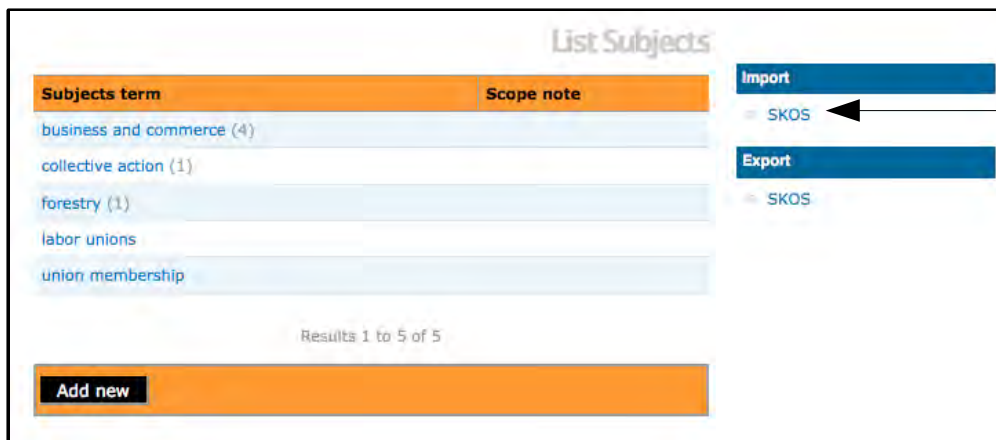 List Subjects
Subjects term Scope note
business and commerce (4)
collective action (1)
forestry (1)
labor unions
union membership
Results 1 to 5 of 5
Add new
Import
SKOS
Export
SKOS